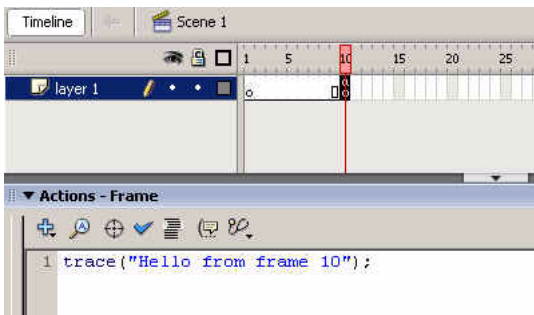 Timeline Scene 1
1 5 10 15 20 25
layer 1
Actions - Frame
1 trace("Hello from frame 10");